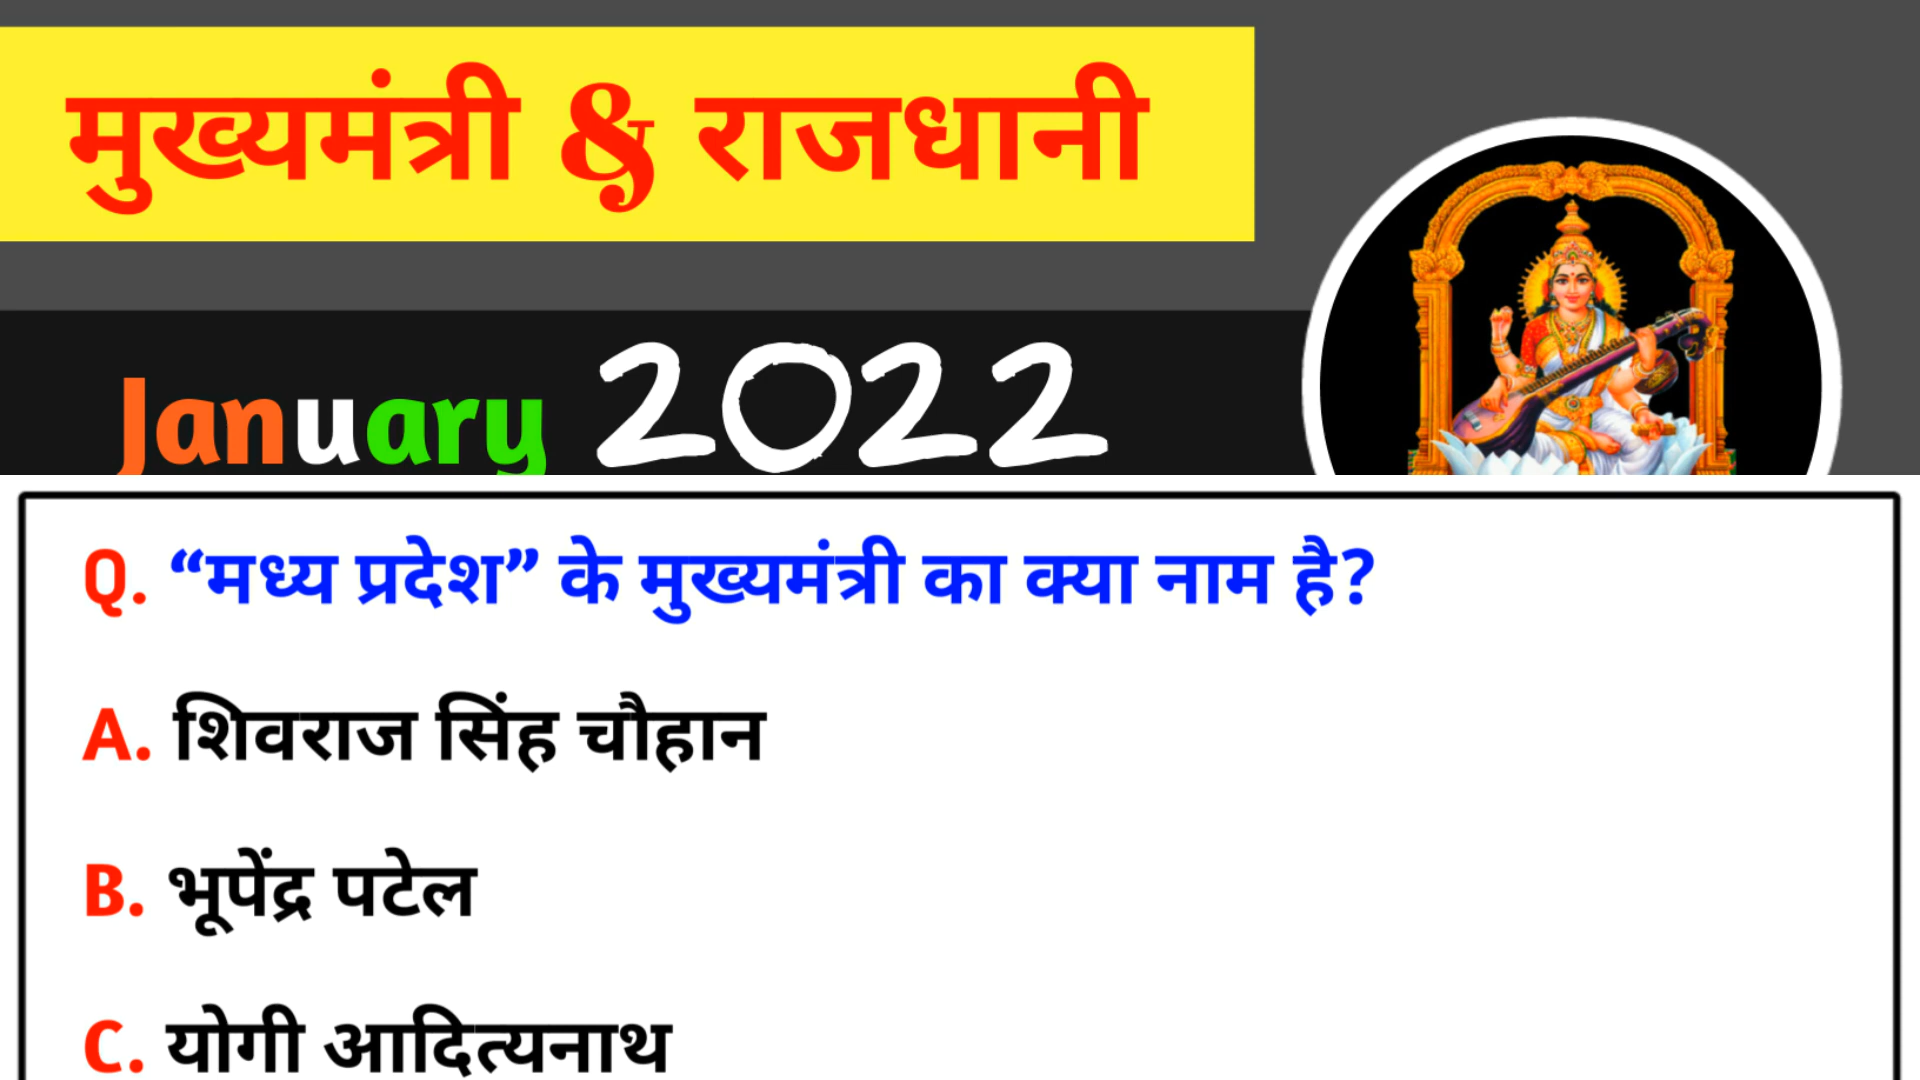 मुख्यमंत्री & राजधानी
January 2022
Q. “मध्य प्रदेश” के मुख्यमंत्री का क्या नाम है?
A. शिवराज सिंह चौहान
B. भूपेंद्र पटेल
C. योगी आदित्यनाथ